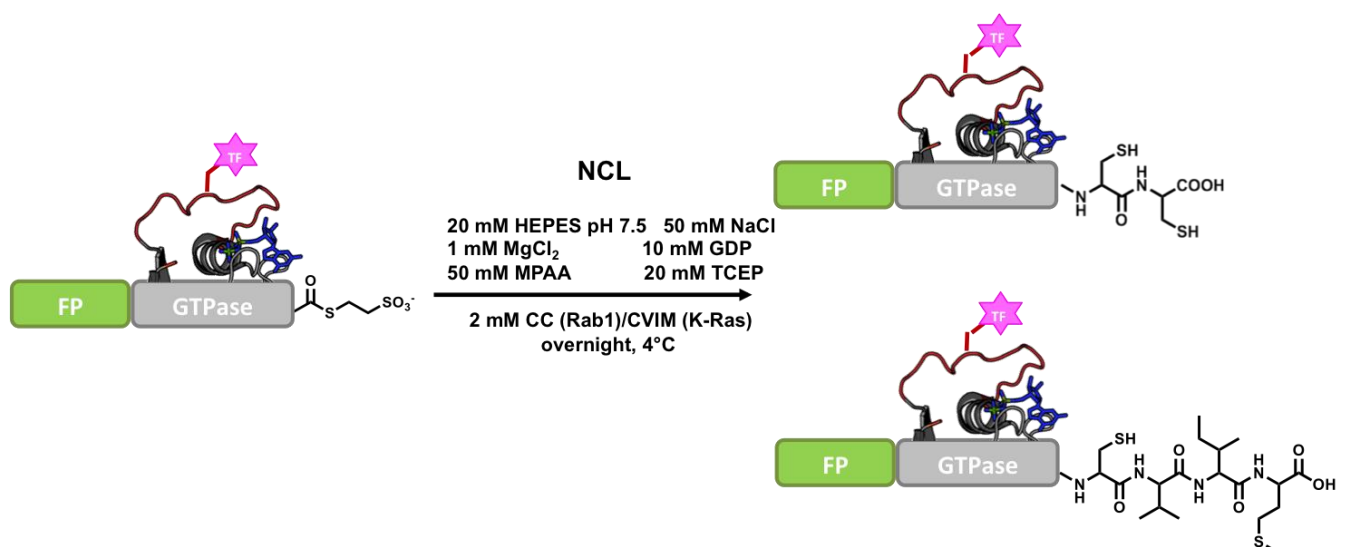 TF
FP
GTPase
O
S
SO3-
NCL
20 mM HEPES pH 7.5 50 mM NaCl
1 mM MgCl2 10 mM GDP
50 mM MPAA 20 mM TCEP
2 mM CC (Rab1)/CVIM (K-Ras)
overnight, 4°C
TF
FP
GTPase
SH
H
N
COOH
N
H
O
SH
TF
FP
GTPase
SH
H
N
O
H
N
O
N
H
O
N
H
O
OH
S